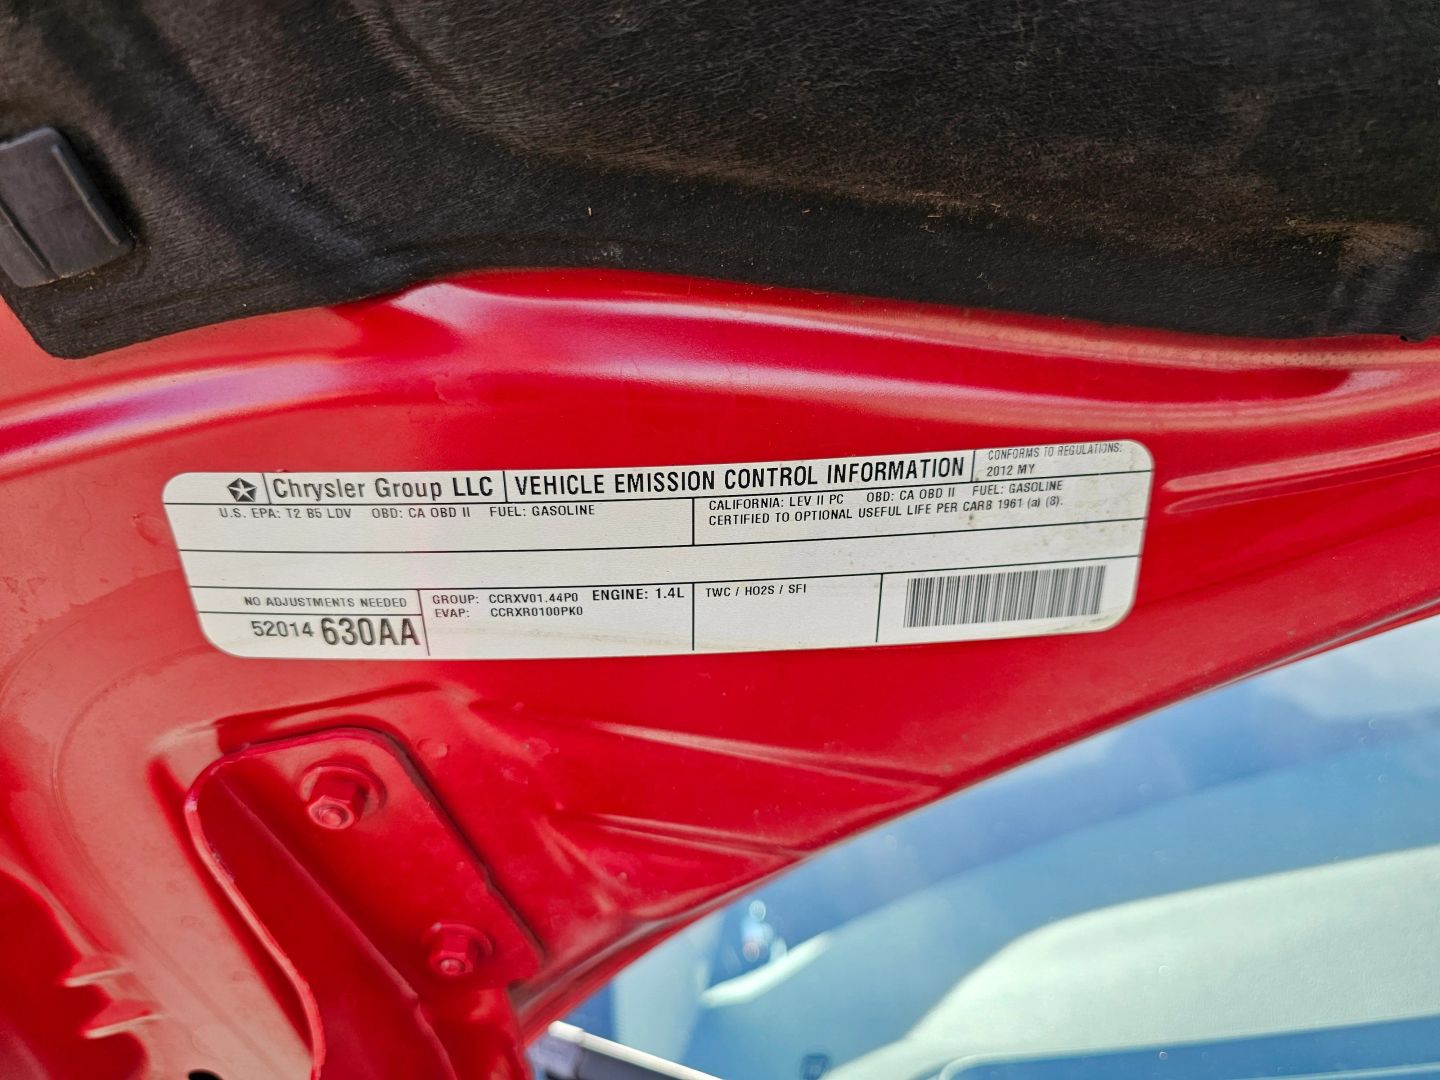 Chrysler Group LLC VEHICLE EMISSION CONTROL INFORMATION
CONFORMS TO REGULATIONS:
2012 MY
U.S. EPA: T2 B5 LDV OBD: CA OBD II FUEL: GASOLINE
CALIFORNIA: LEV II PC OBD: CA OBD II FUEL: GASOLINE
CERTIFIED TO OPTIONAL USEFUL LIFE PER CARB 1961 (a) (8).
NO ADJUSTMENTS NEEDED
52014 630AA
GROUP: CCRXV01.44P0 ENGINE: 1.4L
EVAP: CCRXR0100PK0
TWC / HO2S / SFI